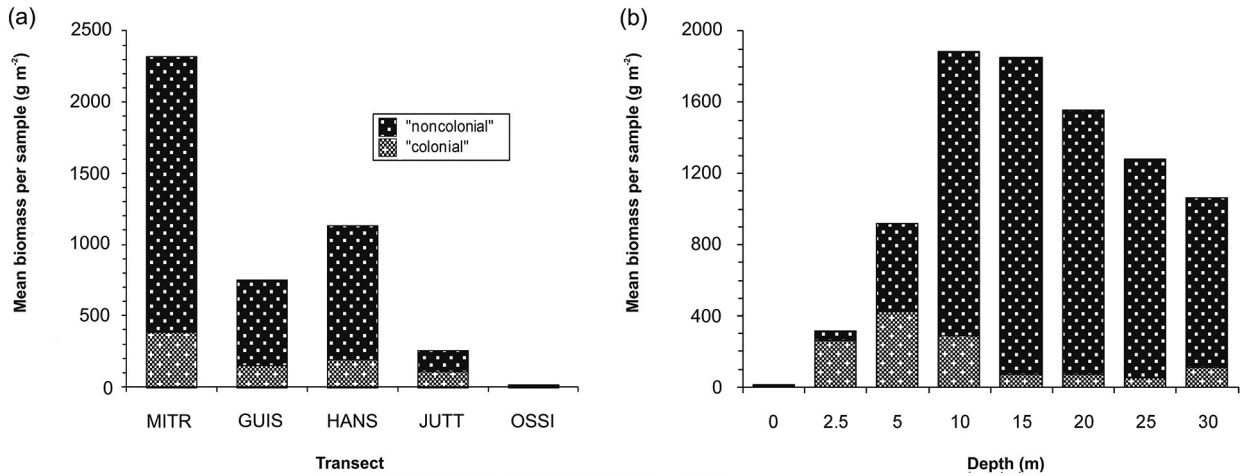 (a)
Mean biomass per sample (g m-2)
2500
2000
1500
1000
500
0
"noncolonial"
"colonial"
MITR GUIS HANS JUTT OSSI
Transect
(b)
Mean biomass per sample (g m-2)
2000
1600
1200
800
400
0
0 2.5 5 10 15 20 25 30
Depth (m)